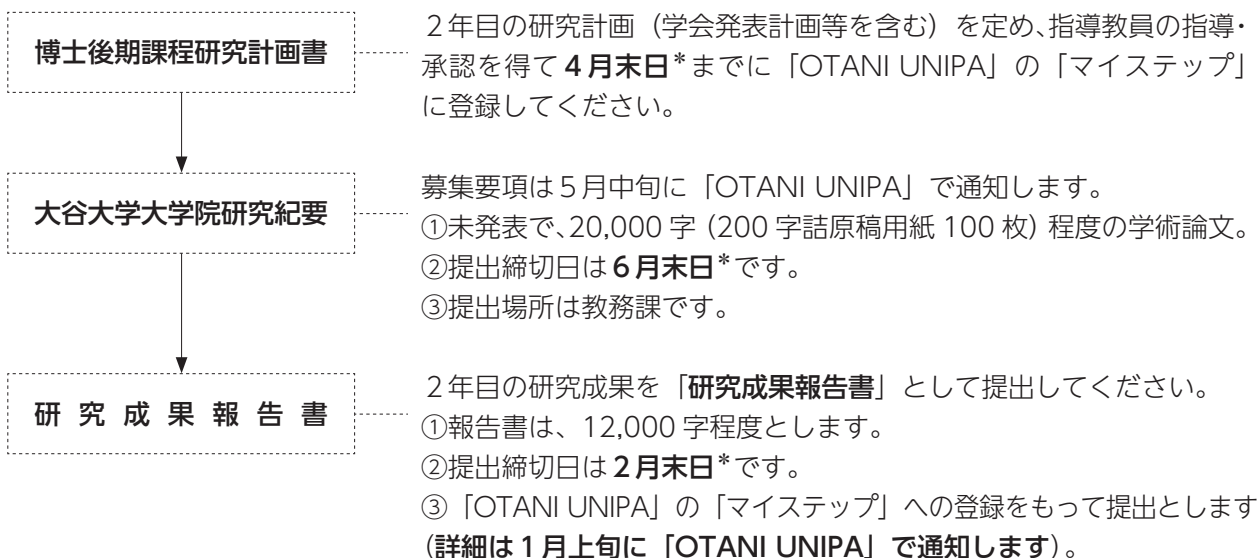 博士後期課程研究計画書
２年目の研究計画（学会発表計画等を含む）を定め、指導教員の指導・
承認を得て４月末日*までに「OTANI UNIPA」の「マイステップ」
に登録してください。
大谷大学大学院研究紀要
募集要項は５月中旬に「OTANI UNIPA」で通知します。
①未発表で、20,000 字（200 字詰原稿用紙 100 枚）程度の学術論文。
②提出締切日は６月末日*です。
③提出場所は教務課です。
研 究 成 果 報 告 書
２年目の研究成果を「研究成果報告書」として提出してください。
①報告書は、12,000 字程度とします。
②提出締切日は２月末日*です。
③「OTANI UNIPA」の「マイステップ」への登録をもって提出とします
（詳細は１月上旬に「OTANI UNIPA」で通知します）。